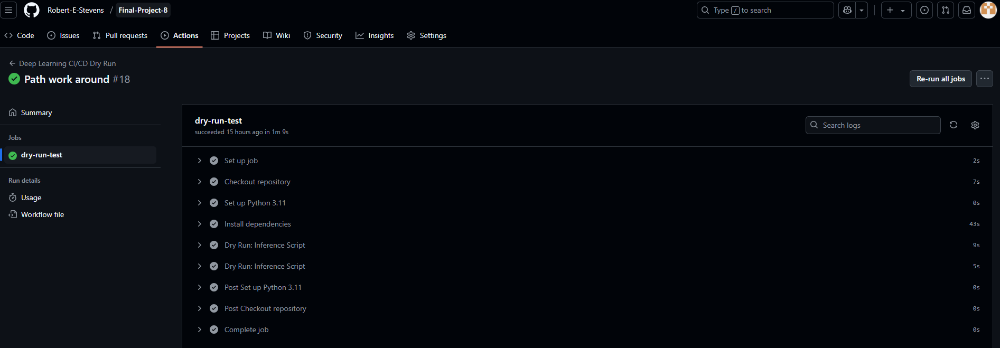 Robert-E-Stevens / Final-Project-8
Type / to search
Code Issues Pull requests Actions Projects Wiki Security Insights Settings
Deep Learning CI/CD Dry Run
Path work around #18
Re-run all jobs
Summary
Jobs
dry-run-test
Run details
Usage
Workflow file
dry-run-test
succeeded 15 hours ago in 1m 9s
Search logs
Set up job 2s
Checkout repository 7s
Set up Python 3.11 0s
Install dependencies 43s
Dry Run: Inference Script 9s
Dry Run: Inference Script 5s
Post Set up Python 3.11 0s
Post Checkout repository 0s
Complete job 0s